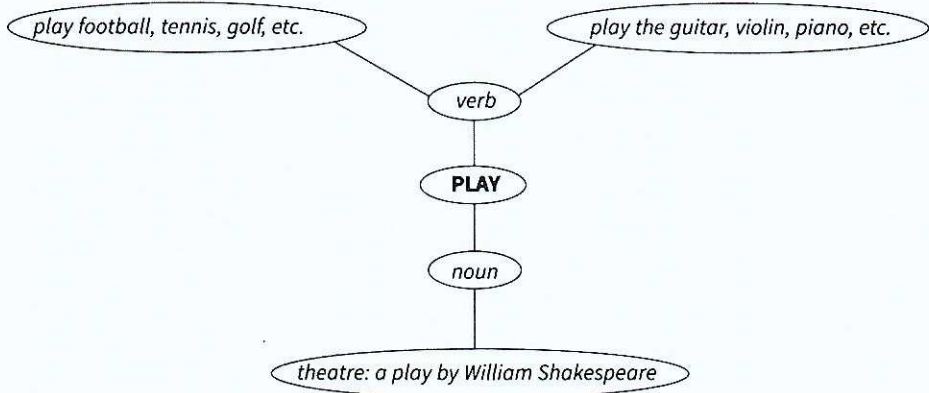 play football, tennis, golf, etc.
play the guitar, violin, piano, etc.
verb
PLAY
noun
theatre: a play by William Shakespeare